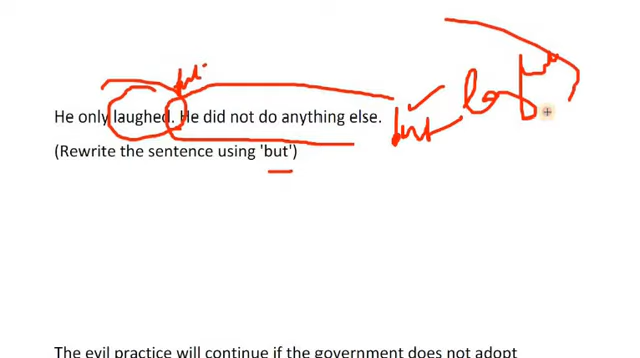 but
He only laughed. He did not do anything else.
but
(Rewrite the sentence using 'but')
The evil practice will continue if the government does not adopt